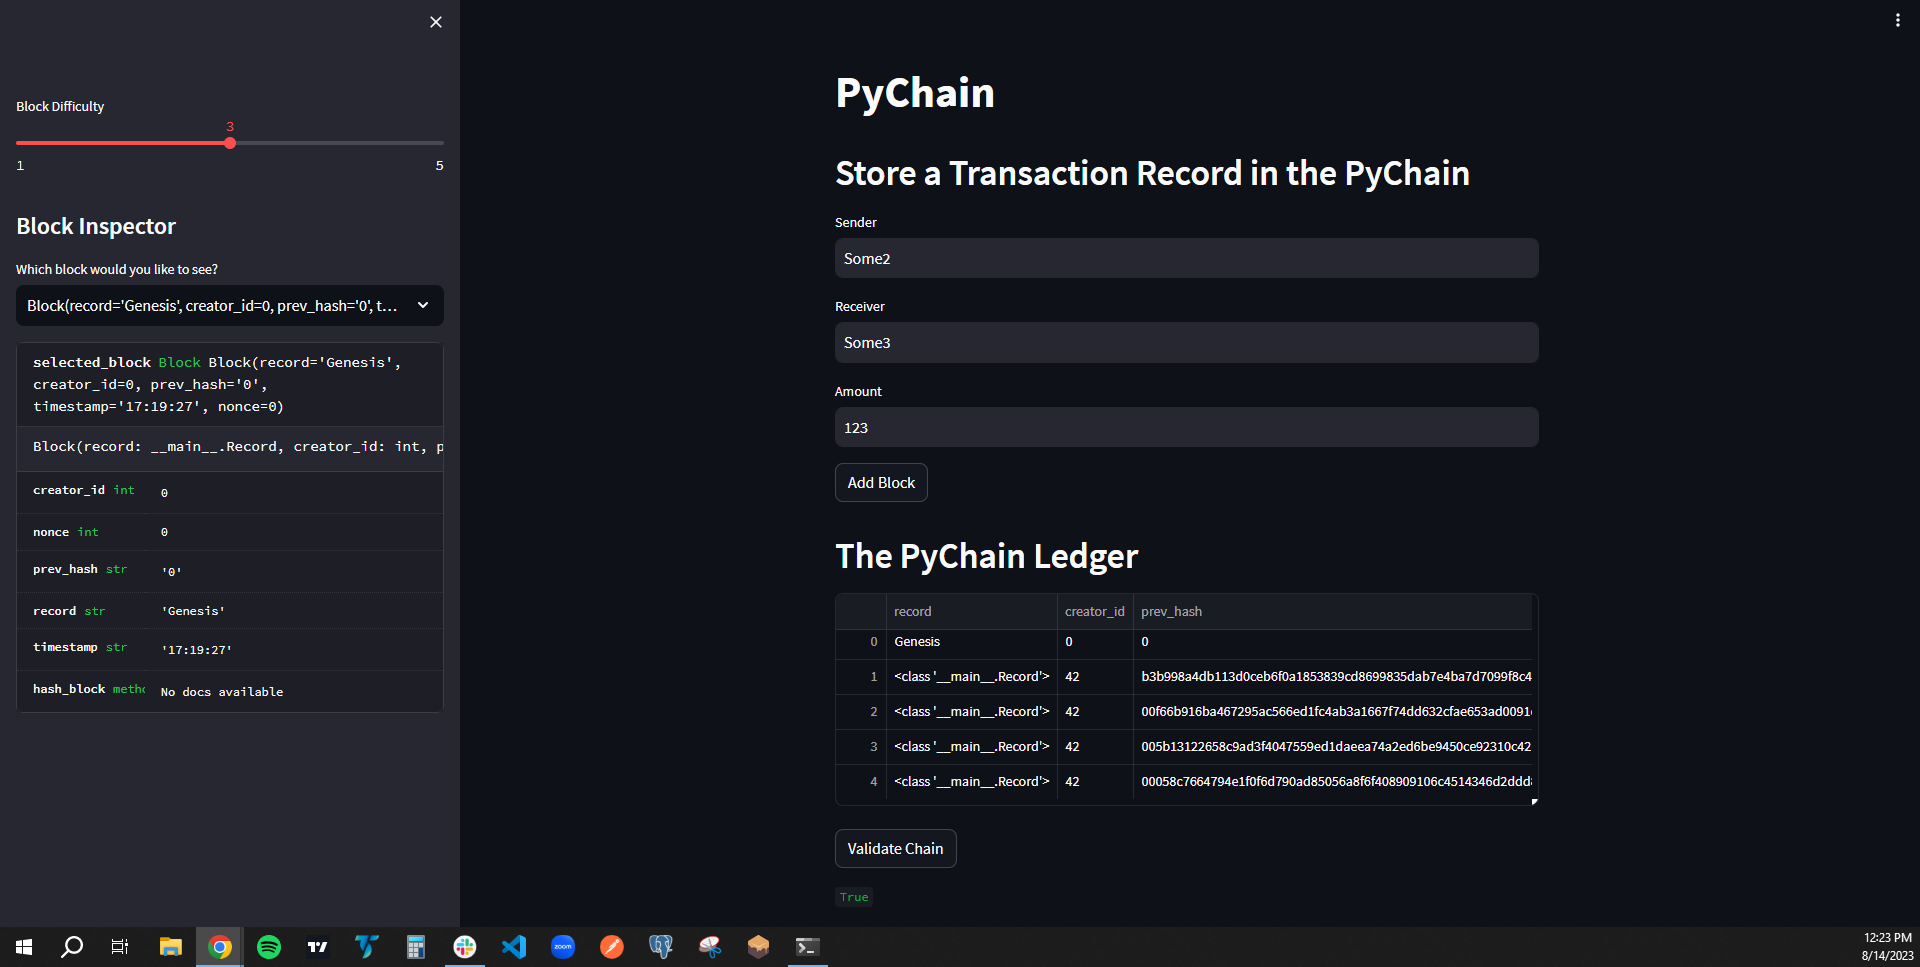 Block Difficulty
3
1 5
Block Inspector
Which block would you like to see?
Block(record='Genesis', creator_id=0, prev_hash='0', t...
selected_block Block Block(record='Genesis',
creator_id=0, prev_hash='0',
timestamp='17:19:27', nonce=0)
Block(record: __main__.Record, creator_id: int, p
creator_id int 0
nonce int 0
prev_hash str '0'
record str 'Genesis'
timestamp str '17:19:27'
hash_block metho No docs available
PyChain
Store a Transaction Record in the PyChain
Sender
Some2
Receiver
Some3
Amount
123
Add Block
The PyChain Ledger
record creator_id prev_hash
0 Genesis 0 0
1 <class '__main__.Record'> 42 b3b998a4db113d0ceb6f0a1853839cd8699835dab7e4ba7d7099f8c4
2 <class '__main__.Record'> 42 00f66b916ba467295ac566ed1fc4ab3a1667f74dd632cfae653ad0091
3 <class '__main__.Record'> 42 005b13122658c9ad3f4047559ed1daeea74a2ed6be9450ce92310c42
4 <class '__main__.Record'> 42 00058c7664794e1f0f6d790ad85056a8f6f408909106c4514346d2ddd
Validate Chain
True
zoom
12:23 PM
8/14/2023